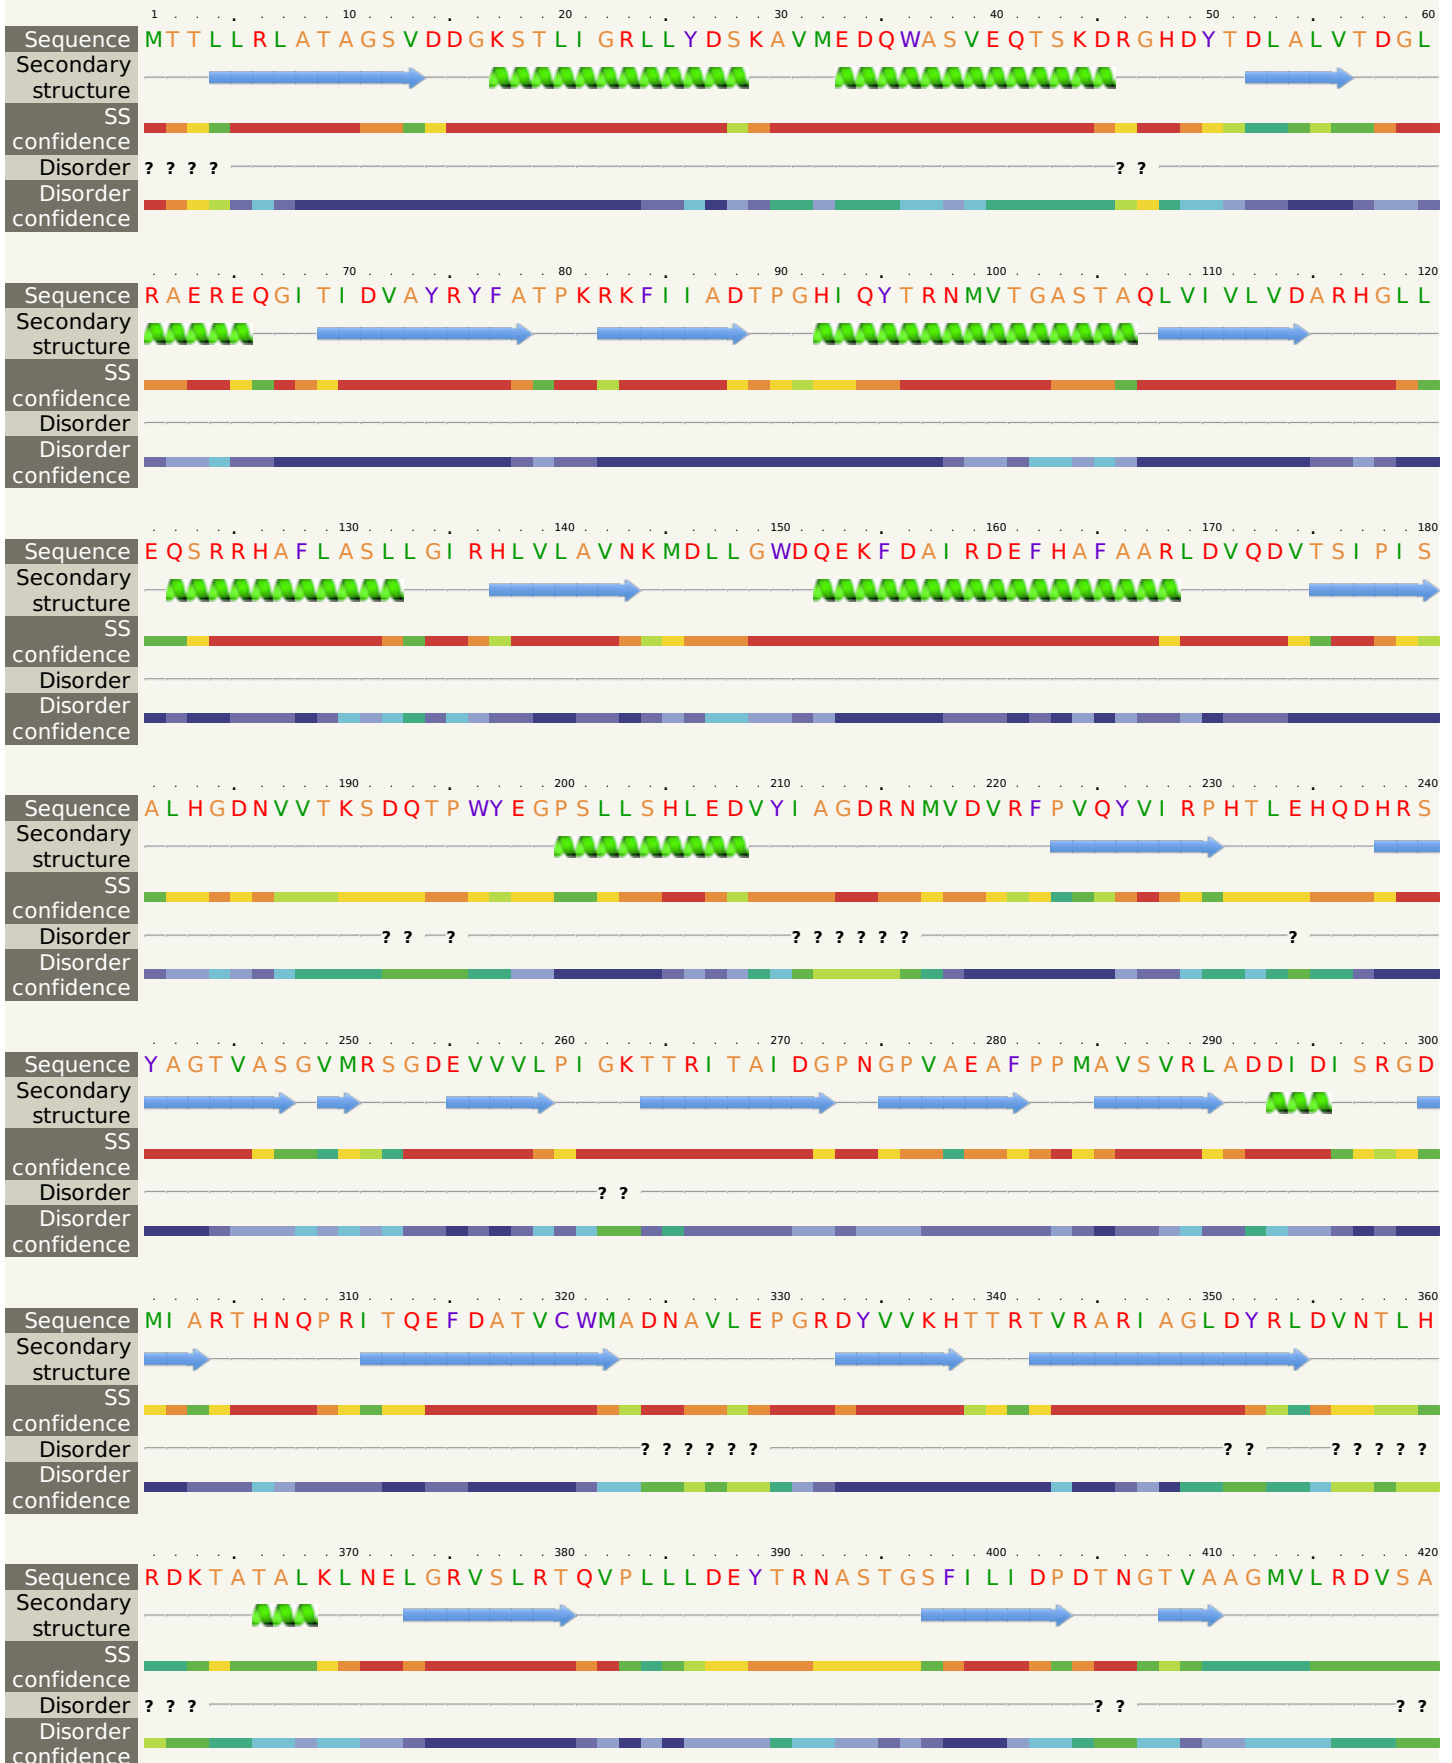 1 10 20 30 40 50 60
Sequence MTTLLRLATAGSVDDGKSTLIGRLLYDSKAVMEDQWASVEQTSKDRGHDYTDLALVTDGL
Secondary
structure
SS
confidence
Disorder ? ? ? ? ? ?
Disorder
confidence
70 80 90 100 110 120
Sequence RAEREQGITIDVAYRYFATPKRKFIIADTPGHIQYTRNMVTGASTAQLVIVLVDARHGLL
Secondary
structure
SS
confidence
Disorder
Disorder
confidence
130 140 150 160 170 180
Sequence EQSRRHAFLASLLGIRHLVLAVNKMDLLGWDQEKFDAIRDEFHAFAARLDVQDVTSIPIS
Secondary
structure
SS
confidence
Disorder
Disorder
confidence
190 200 210 220 230 240
Sequence ALHGDNVVTKSDQTPWYEGPSLLSHLEDVYIAGDRNMVDVRFPVQYVIRPHTLEHQDHRS
Secondary
structure
SS
confidence
Disorder ? ? ? ? ? ? ? ? ? ?
Disorder
confidence
250 260 270 280 290 300
Sequence YAGTVASGVMRSGDEVVVLPIGKTTRITAIDGPNGPVAEAFPPMAVSVRLADDIDISRGD
Secondary
structure
SS
confidence
Disorder ? ?
Disorder
confidence
310 320 330 340 350 360
Sequence MIARTHNQPRITQEFDATVCWMADNAVLEPGRDYVVKHTTRTVRARIAGLDYRLDVNTLH
Secondary
structure
SS
confidence
Disorder ? ? ? ? ? ? ? ? ? ? ? ? ?
Disorder
confidence
370 380 390 400 410 420
Sequence RDKTATALKLNELGRVSLRTQVPLLLDEYTRNASTGSFILIDPDTNGTVAAGMVLRDVSA
Secondary
structure
SS
confidence
Disorder ? ? ? ? ? ? ?
Disorder
confidence